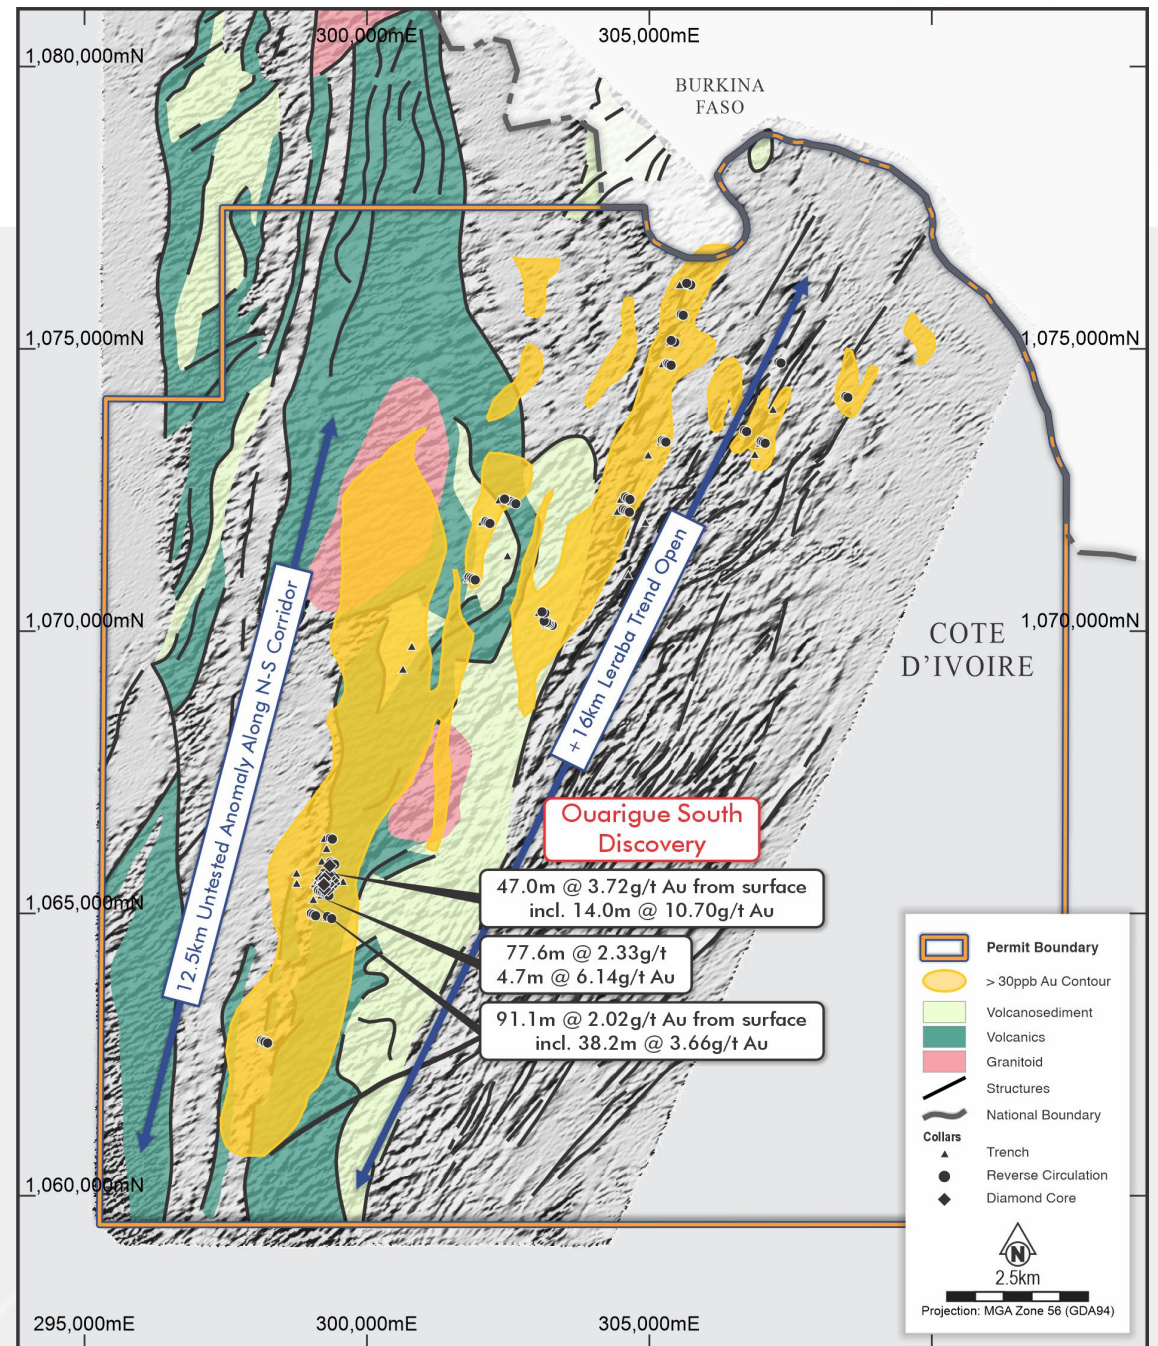 300,000mE
305,000mE
1,080,000mN
BURKINA
FASO
1,075,000mN
1,075,000mN
+16km Leraba Trend Open
12.5km Untested Anomaly Along N-S Corridor
1,070,000mN
1,070,000mN
COTE
D'IVOIRE
Ouarigue South
Discovery
47.0m @ 3.72g/t Au from surface
incl. 14.0m @ 10.70g/t Au
1,065,000mN
77.6m @ 2.33g/t
4.7m @ 6.14g/t Au
91.1m @ 2.02g/t Au from surface
incl. 38.2m @ 3.66g/t Au
1,060,000mN
Permit Boundary
> 30ppb Au Contour
Volcanosediment
Volcanics
Granitoid
Structures
National Boundary
Collars
Trench
Reverse Circulation
Diamond Core
N
2.5km
Projection: MGA Zone 56 (GDA94)
295,000mE
300,000mE
305,000mE